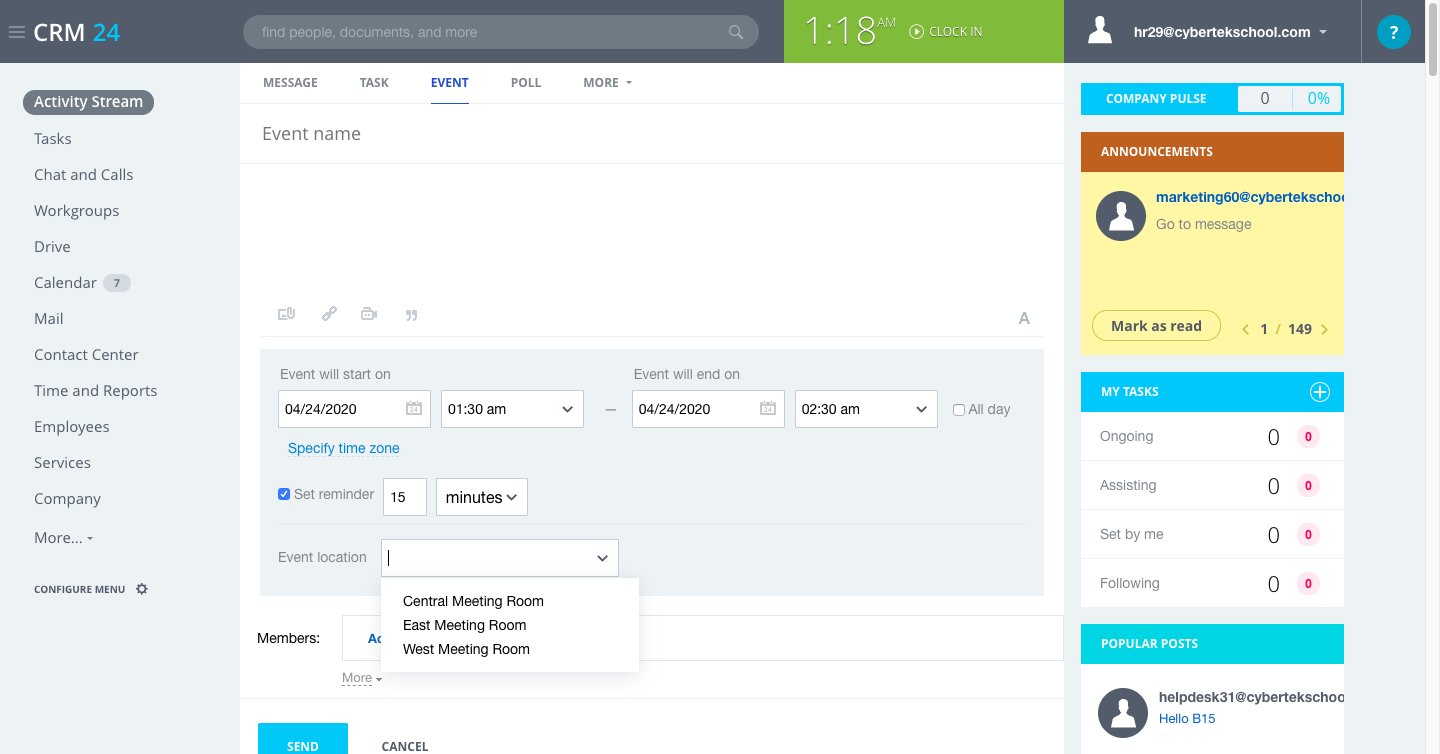 CRM 24
find people, documents, and more
1:18 AM
CLOCK IN
hr29@cybertekschool.com
?
Activity Stream
Tasks
Chat and Calls
Workgroups
Drive
Calendar 7
Mail
Contact Center
Time and Reports
Employees
Services
Company
More...
CONFIGURE MENU
MESSAGE TASK EVENT POLL MORE
Event name
A
Event will start on
Event will end on
04/24/2020 01:30 am — 04/24/2020 02:30 am All day
Specify time zone
Set reminder 15 minutes
Event location
Central Meeting Room
East Meeting Room
West Meeting Room
Members:
More
SEND CANCEL
COMPANY PULSE 0 0%
ANNOUNCEMENTS
marketing60@cybertekschoo
Go to message
Mark as read
1 / 149
MY TASKS
Ongoing 0 0
Assisting 0 0
Set by me 0 0
Following 0 0
POPULAR POSTS
helpdesk31@cybertekschoo
Hello B15